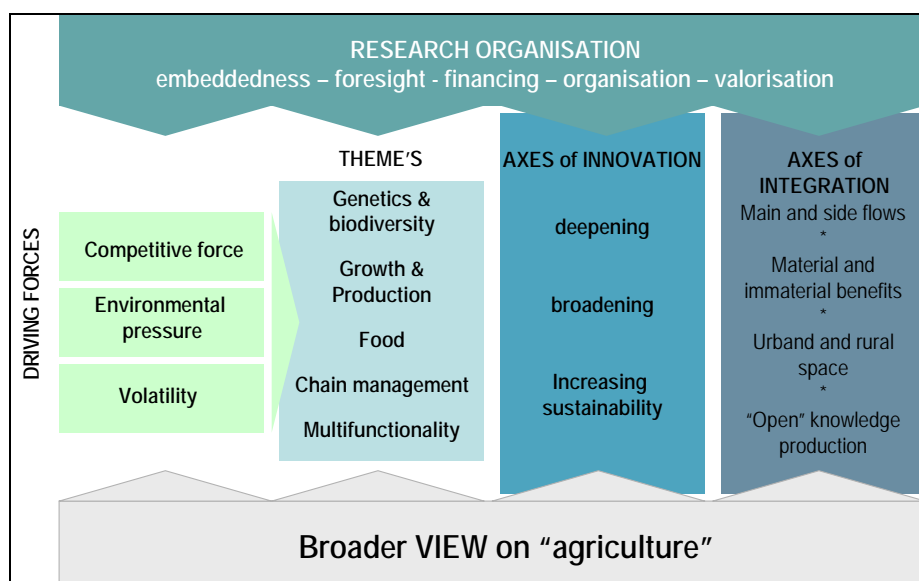 RESEARCH ORGANISATION
embeddedness – foresight - financing – organisation – valorisation
DRIVING FORCES
Competitive force
Environmental
pressure
Volatility
THEME'S
Genetics &
biodiversity
Growth &
Production
Food
Chain management
Multifunctionality
AXES of INNOVATION
deepening
broadening
Increasing
sustainability
AXES of
INTEGRATION
Main and side flows
*
Material and
immaterial benefits
*
Urband and rural
space
*
“Open” knowledge
production
Broader VIEW on “agriculture”